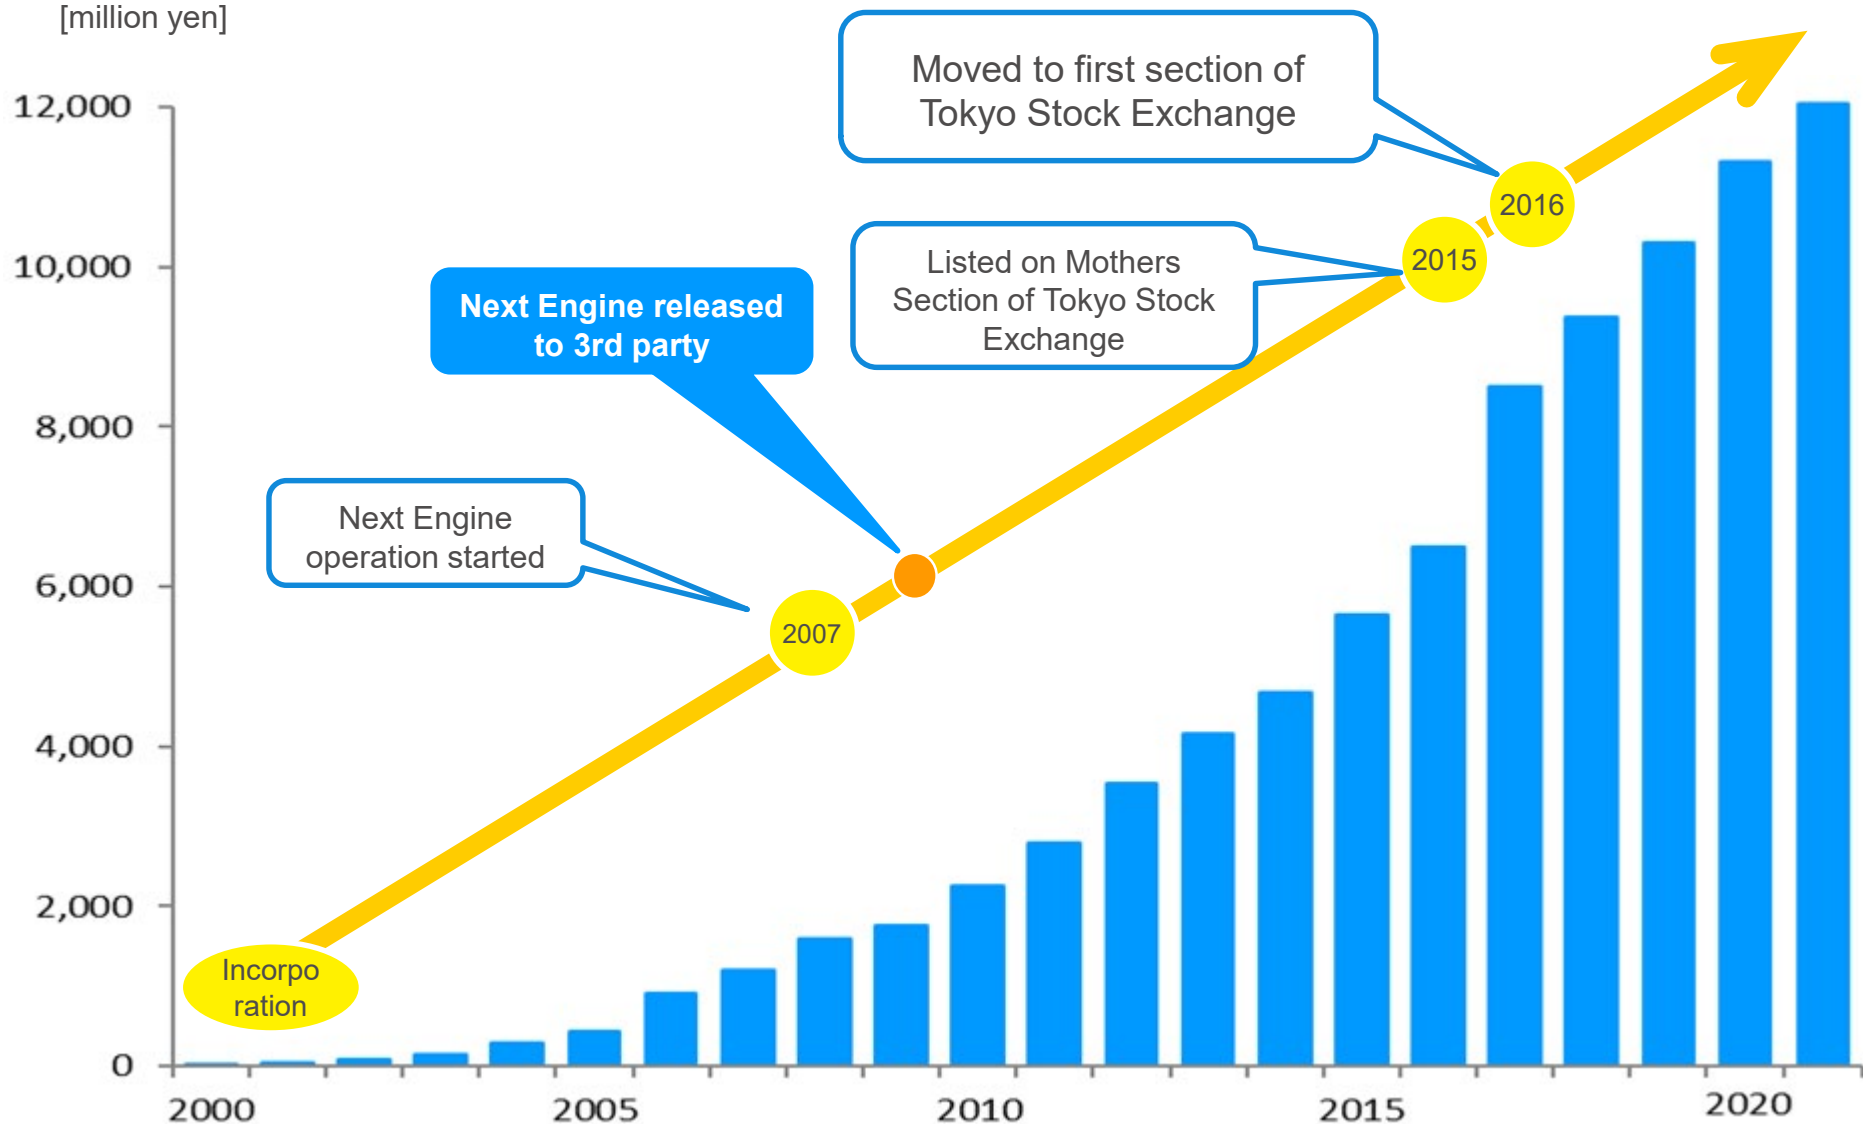 [million yen]
Moved to first section of
Tokyo Stock Exchange
12,000
2016
Listed on Mothers
Section of Tokyo Stock
Exchange
2015
10,000
Next Engine released
to 3rd party
8,000
Next Engine
operation started
6,000
2007
4,000
2,000
Incorpo
ration
0
2000
2005
2010
2015
2020